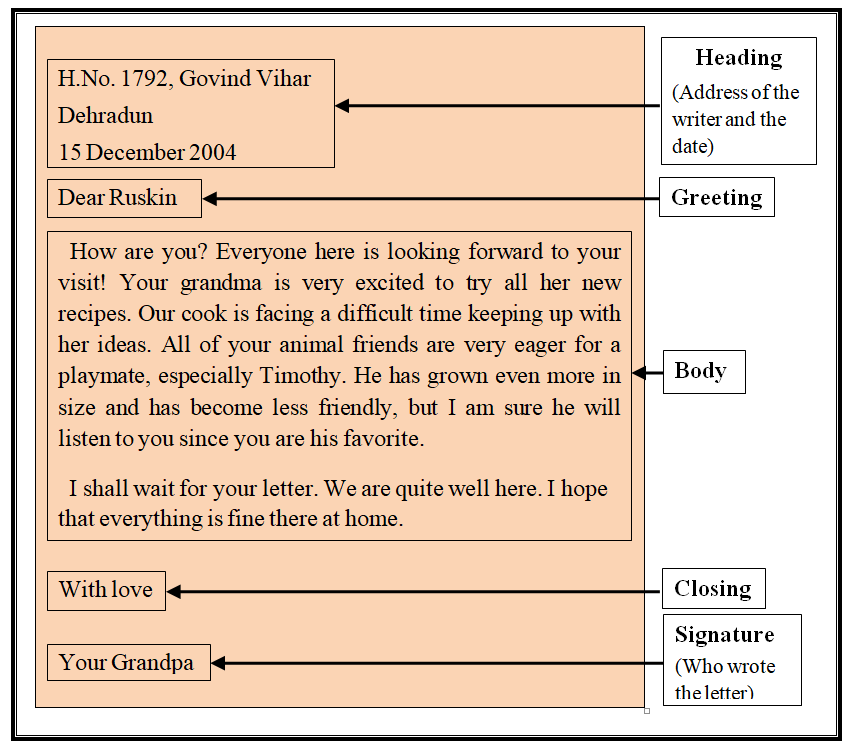 H.No. 1792, Govind Vihar
Dehradun
15 December 2004
Heading
(Address of the
writer and the
date)
Dear Ruskin
Greeting
How are you? Everyone here is looking forward to your
visit! Your grandma is very excited to try all her new
recipes. Our cook is facing a difficult time keeping up with
her ideas. All of your animal friends are very eager for a
playmate, especially Timothy. He has grown even more in
size and has become less friendly, but I am sure he will
listen to you since you are his favorite.
I shall wait for your letter. We are quite well here. I hope
that everything is fine there at home.
Body
With love
Closing
Your Grandpa
Signature
(Who wrote
the letter)